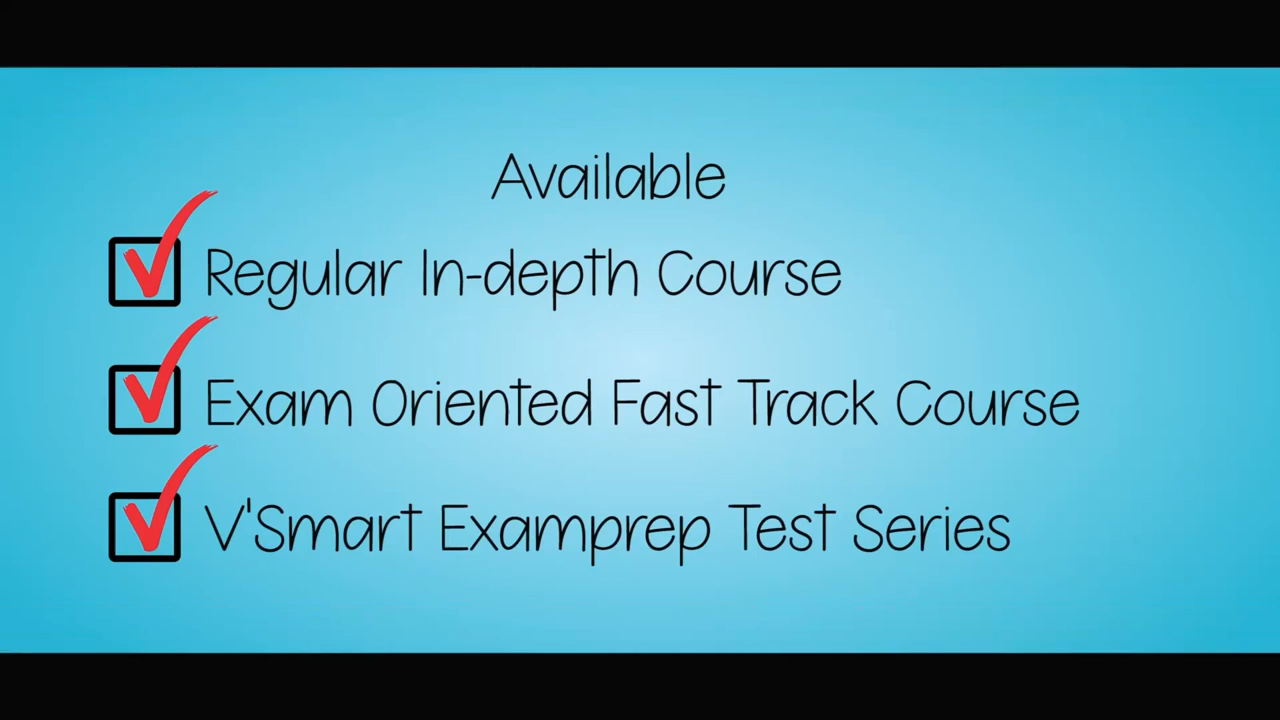 Available
Regular In-depth Course
Exam Oriented Fast Track Course
V'Smart Examprep Test Series